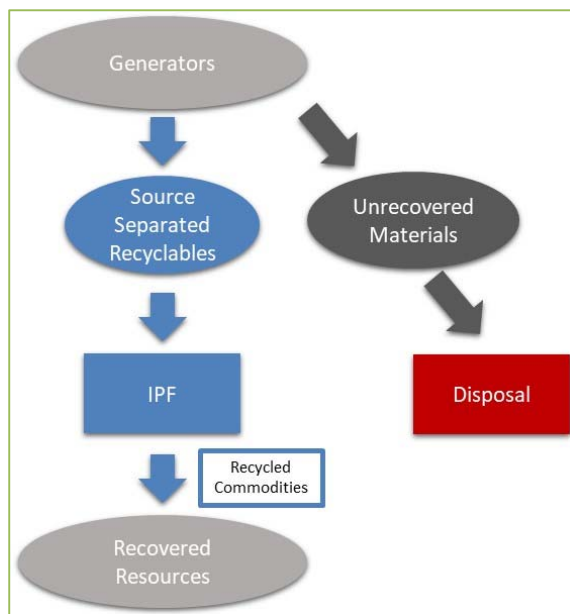 Generators
Source
Separated
Recyclables
Unrecovered
Materials
IPF
Disposal
Recycled
Commodities
Recovered
Resources